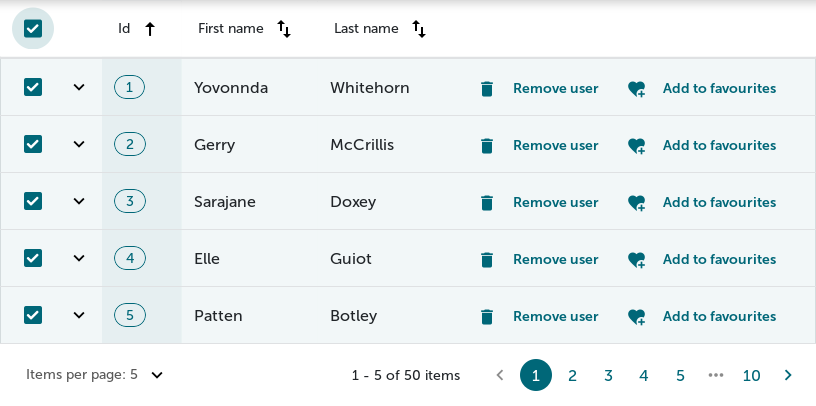 Id First name Last name
1 Yovonnda Whitehorn Remove user Add to favourites
2 Gerry McCrillis Remove user Add to favourites
3 Sarajane Doxey Remove user Add to favourites
4 Elle Guiot Remove user Add to favourites
5 Patten Botley Remove user Add to favourites
Items per page: 5 1 - 5 of 50 items 1 2 3 4 5 ••• 10